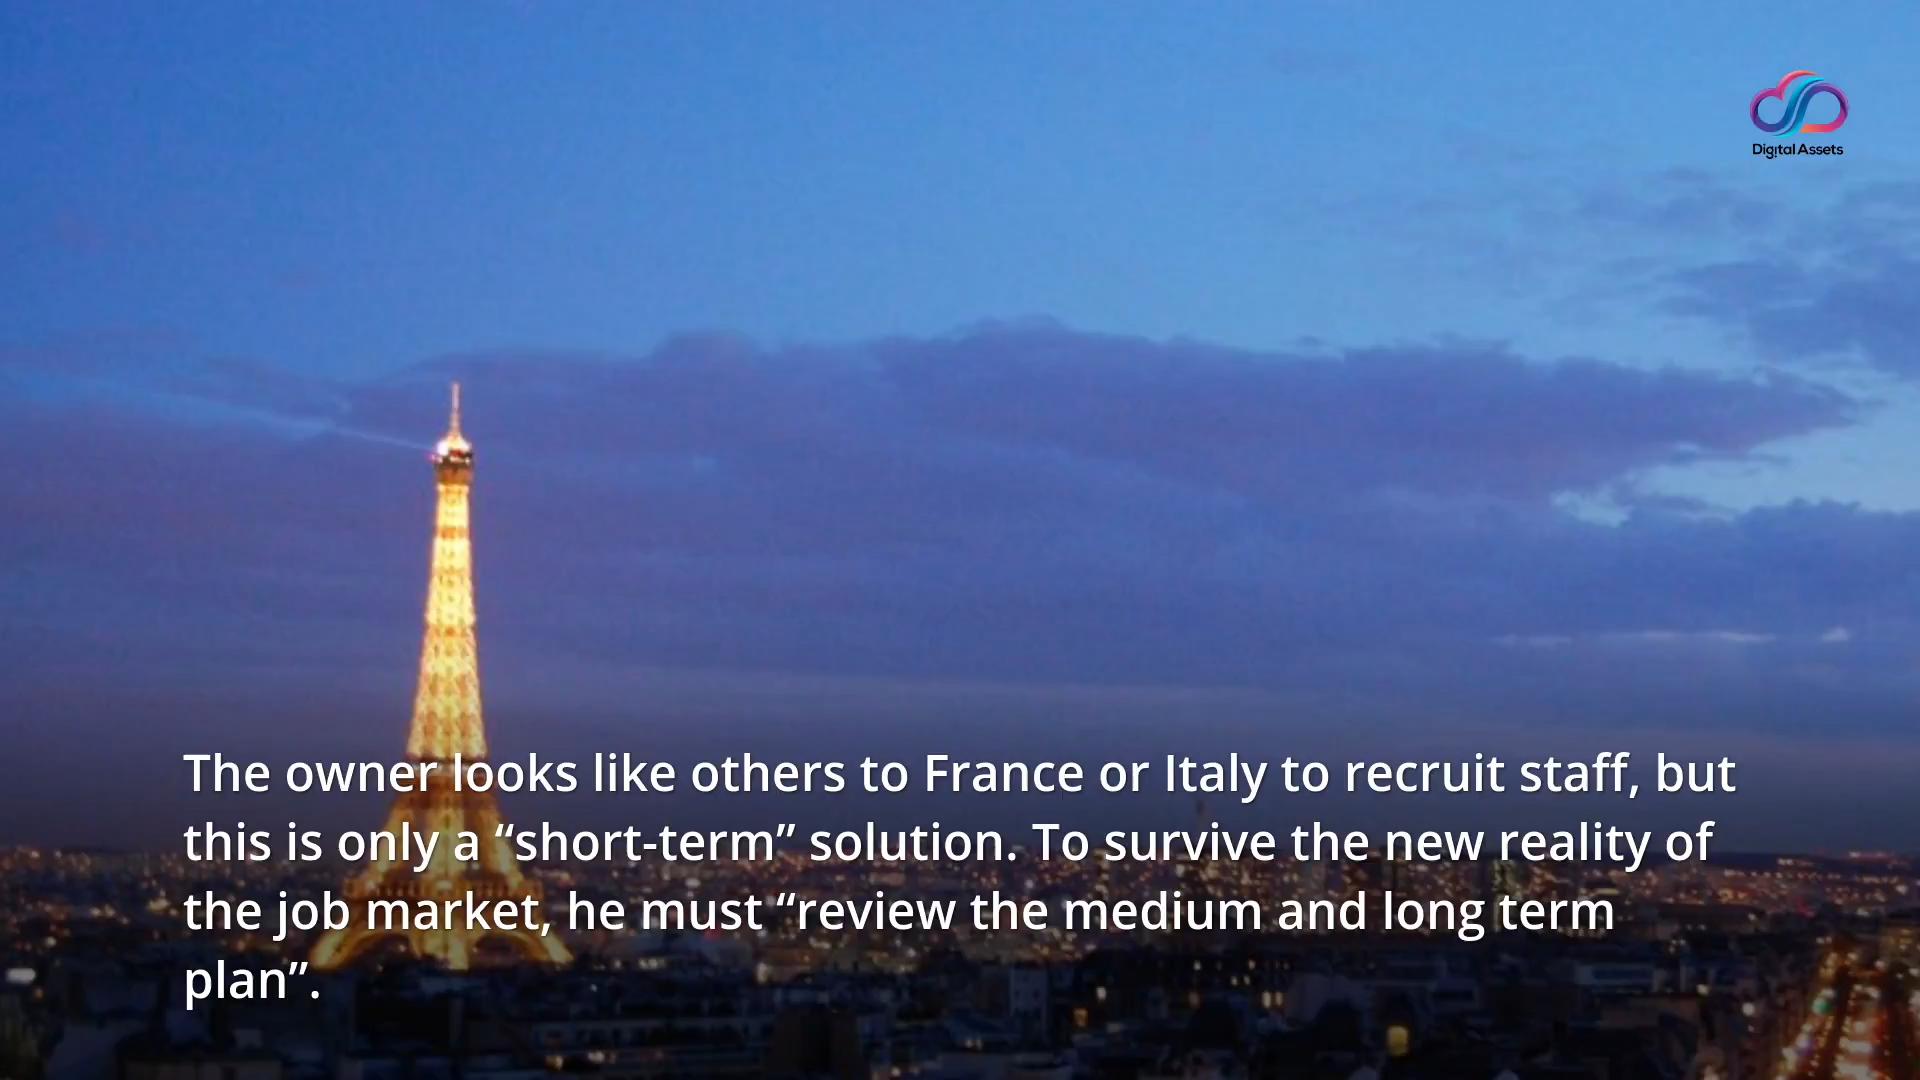 Digital Assets
The owner looks like others to France or Italy to recruit staff, but
this is only a “short-term” solution. To survive the new reality of
the job market, he must “review the medium and long term
plan”.